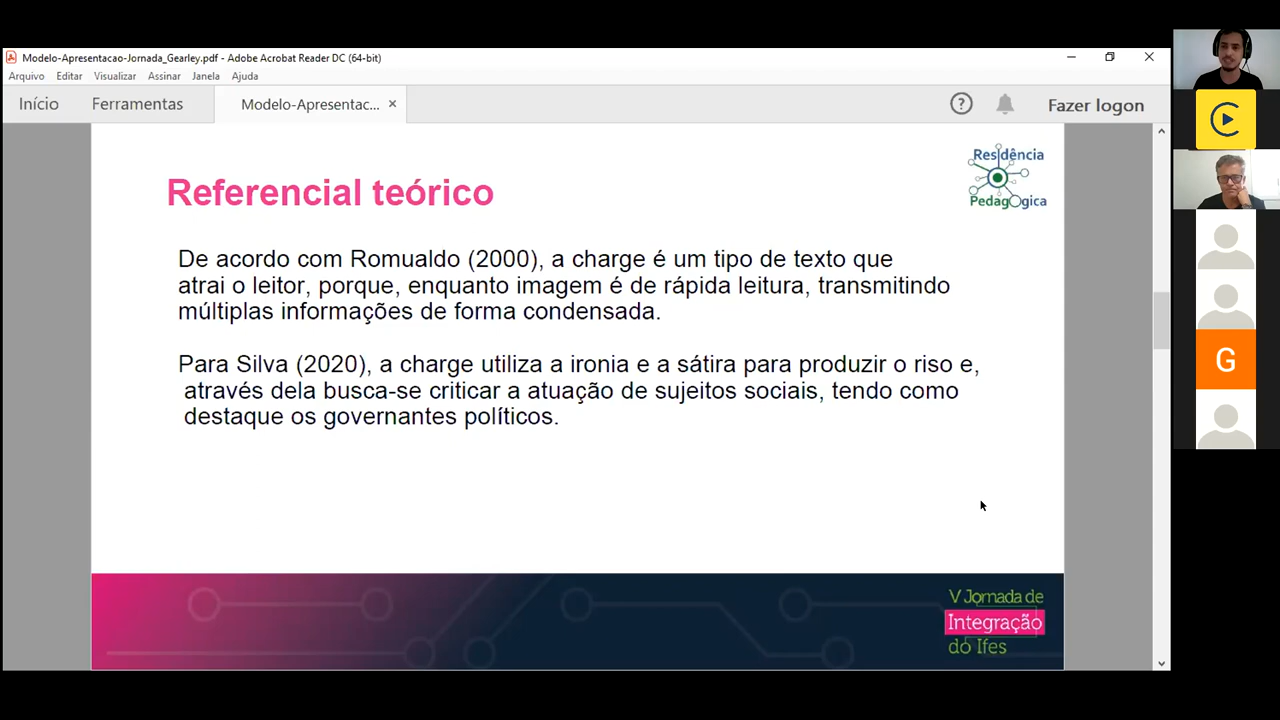 Modelo-Apresentacao-Jornada_Gearley.pdf - Adobe Acrobat Reader DC (64-bit)
Arquivo Editar Visualizar Assinar Janela Ajuda
Início Ferramentas Modelo-Apresentac... × Fazer logon
Residência
Pedagógica
Referencial teórico
De acordo com Romualdo (2000), a charge é um tipo de texto que
atrai o leitor, porque, enquanto imagem é de rápida leitura, transmitindo
múltiplas informações de forma condensada.
Para Silva (2020), a charge utiliza a ironia e a sátira para produzir o riso e,
através dela busca-se criticar a atuação de sujeitos sociais, tendo como
destaque os governantes políticos.
V Jornada de
Integração
do Ifes
G